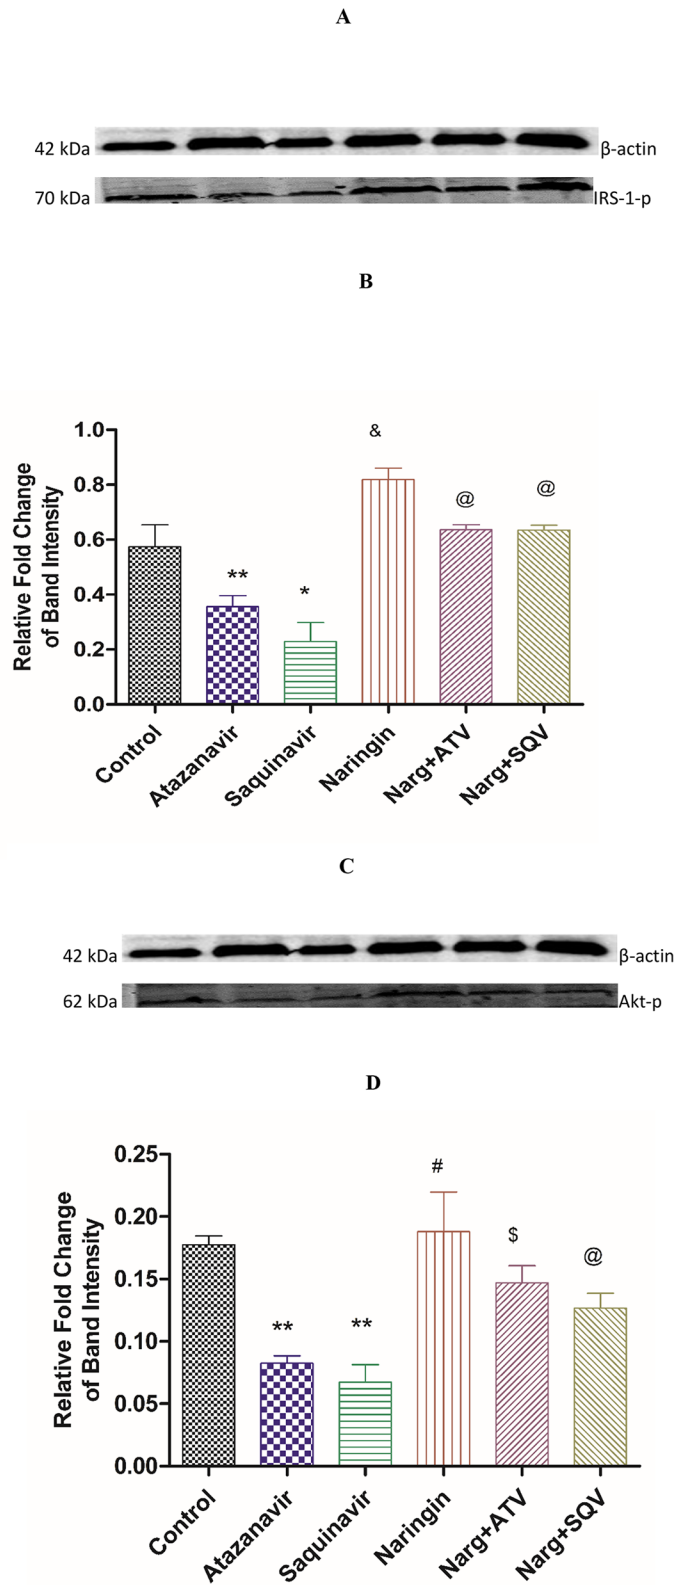 A
42 kDa β-actin
70 kDa IRS-1-p
B
Relative Fold Change
of Band Intensity
1.0
0.8
0.6
0.4
0.2
0.0
** * & @ @
Control Atazanavir Saquinavir Naringin Narg+ATV Narg+SQV
C
42 kDa β-actin
62 kDa Akt-p
D
Relative Fold Change
of Band Intensity
0.25
0.20
0.15
0.10
0.05
0.00
** ** # $ @
Control Atazanavir Saquinavir Naringin Narg+ATV Narg+SQV